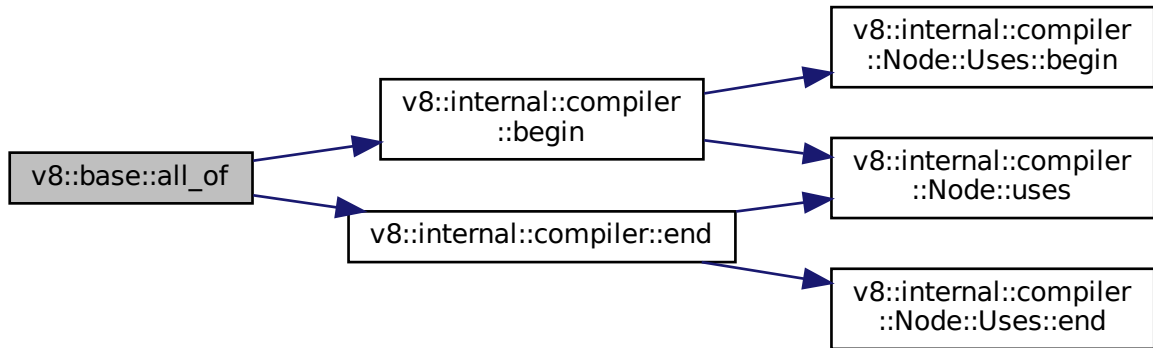 v8::base::all_of
v8::internal::compiler
::begin
v8::internal::compiler::end
v8::internal::compiler
::Node::Uses::begin
v8::internal::compiler
::Node::uses
v8::internal::compiler
::Node::Uses::end